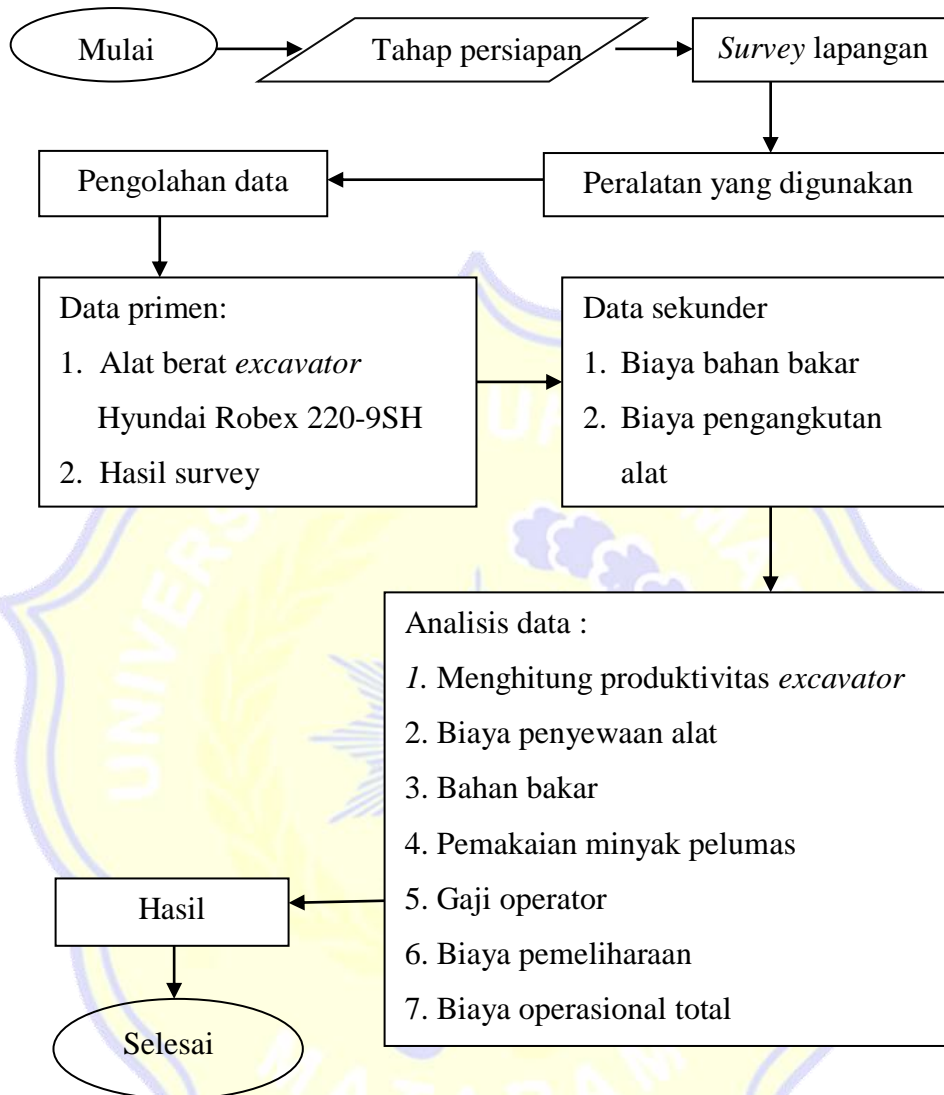 Mulai
Tahap persiapan
Survey lapangan
Peralatan yang digunakan
Pengolahan data
Data primen:
1. Alat berat excavator
Hyundai Robex 220-9SH
2. Hasil survey
Data sekunder
1. Biaya bahan bakar
2. Biaya pengangkutan
alat
Analisis data :
1. Menghitung produktivitas excavator
2. Biaya penyewaan alat
3. Bahan bakar
4. Pemakaian minyak pelumas
5. Gaji operator
6. Biaya pemeliharaan
7. Biaya operasional total
Hasil
Selesai